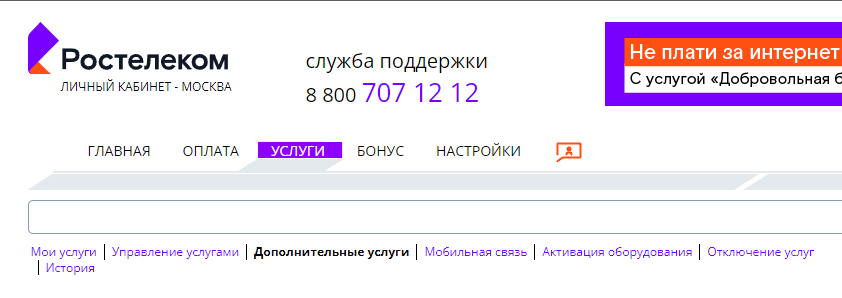 Ростелеком
ЛИЧНЫЙ КАБИНЕТ - МОСКВА
служба поддержки
8 800 707 12 12
Не плати за интернет
С услугой «Добровольная б
ГЛАВНАЯ ОПЛАТА УСЛУГИ БОНУС НАСТРОЙКИ
Мои услуги | Управление услугами | Дополнительные услуги | Мобильная связь | Активация оборудования | Отключение услуг
| История